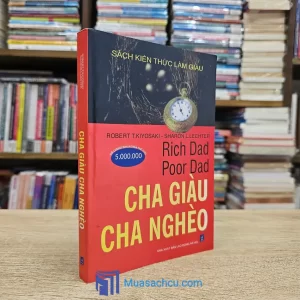 SÁCH KIẾN THỨC LÀM GIÀU
ROBERT T.KIYOSAKI - SHARON L.LECHTER
5.000.000
Rich Dad
Poor Dad
CHA GIÀU
CHA NGHÈO
CHA GIÀU CHA NGHÈO
Muasachcu.com